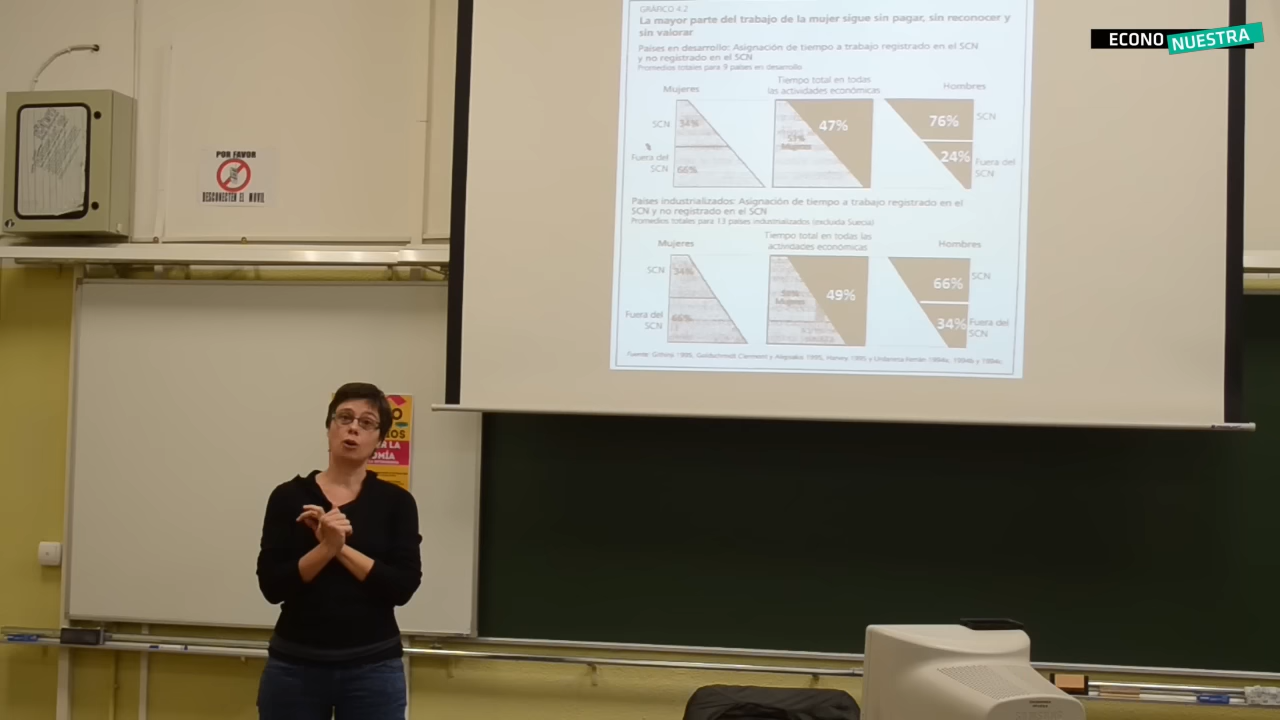 GRÁFICO 4.2
La mayor parte del trabajo de la mujer sigue sin pagar, sin reconocer y
sin valorar
Países en desarrollo: Asignación de tiempo a trabajo registrado en el SCN
y no registrado en el SCN
Promedios totales para 9 países en desarrollo
Mujeres
Tiempo total en todas
las actividades económicas
Hombres
SCN
34%
Fuera del
SCN
66%
53%
Mujeres
47%
76%
SCN
24%
Fuera del
SCN
Países industrializados: Asignación de tiempo a trabajo registrado en el
SCN y no registrado en el SCN
Promedios totales para 13 países industrializados (excluida Suecia)
Mujeres
Tiempo total en todas las
actividades económicas
Hombres
SCN
34%
Fuera del
SCN
66%
Mujeres
49%
66%
SCN
34%
Fuera del
SCN
ECONO
NUESTRA
POR FAVOR
DESCONECTEN EL MOVIL